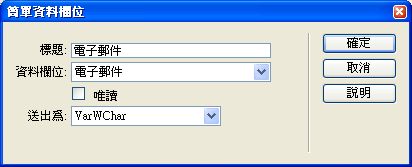 簡單資料欄位
標題: 電子郵件
資料欄位: 電子郵件
唯讀
送出為: VarWChar
確定
取消
說明